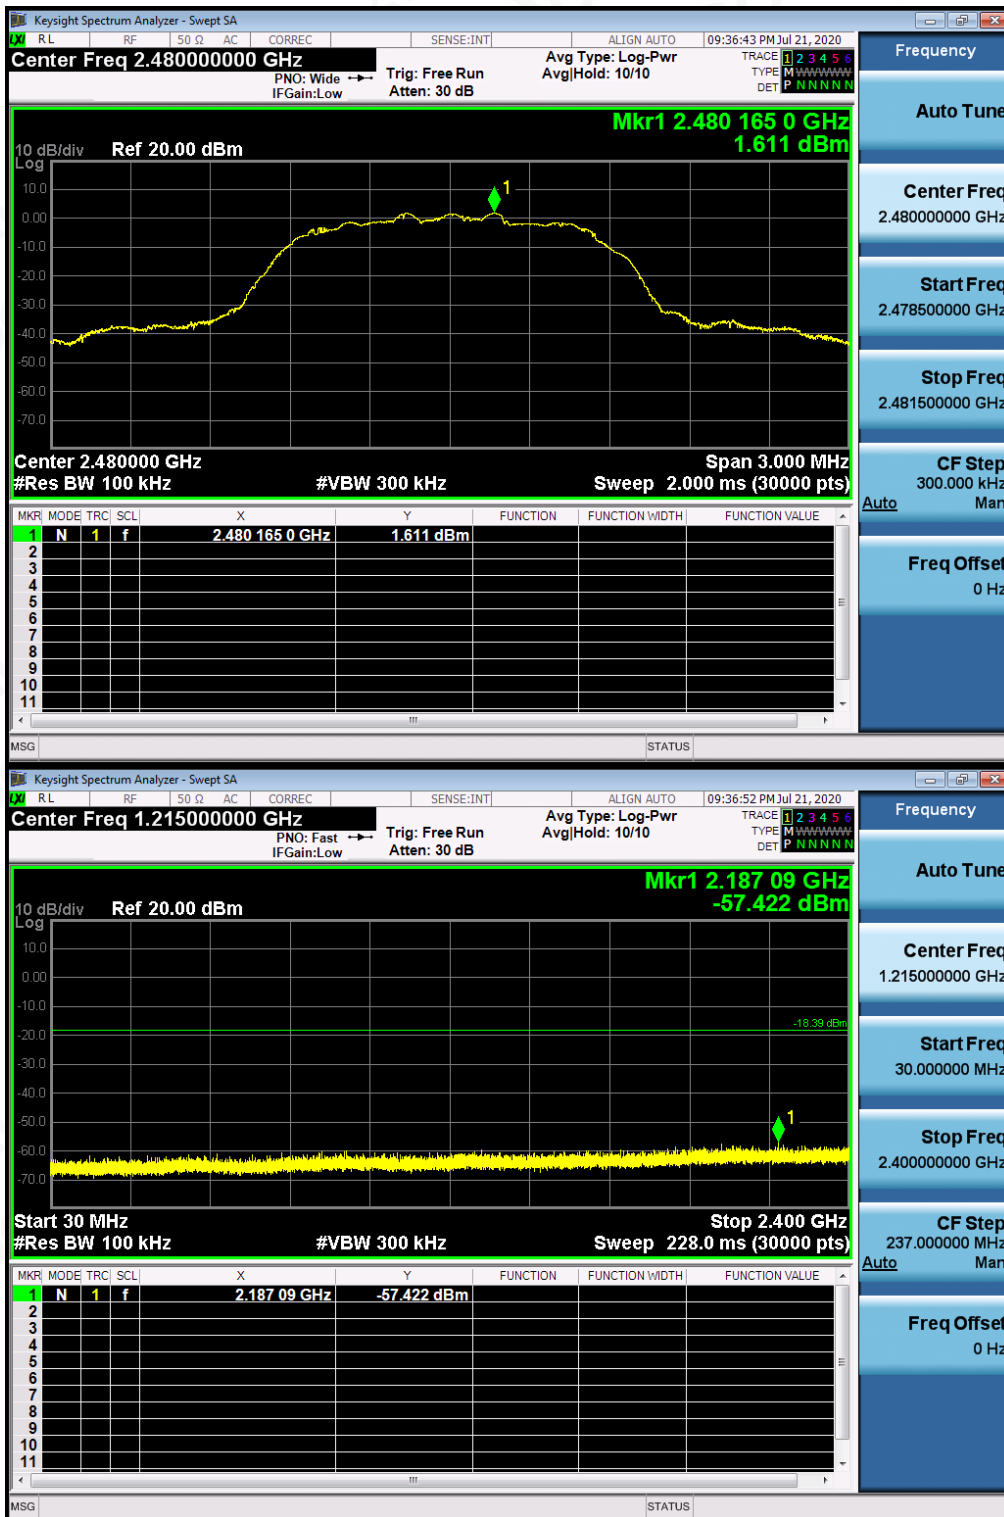 Keysight Spectrum Analyzer - Swept SA
LXI RL RF 50 Ω AC CORREC SENSE:INT ALIGN AUTO 09:36:43 PM Jul 21, 2020
Center Freq 2.480000000 GHz
PNO: Wide
IFGain:Low
Trig: Free Run
Atten: 30 dB
Avg Type: Log-Pwr
Avg|Hold: 10/10
TRACE 1 2 3 4 5 6
TYPE M WWWWW
DET P N N N N N
Mkr1 2.480 165 0 GHz
1.611 dBm
10 dB/div Ref 20.00 dBm
Log
10.0
0.00
-10.0
-20.0
-30.0
-40.0
-50.0
-60.0
-70.0
1
Center 2.480000 GHz Span 3.000 MHz
#Res BW 100 kHz #VBW 300 kHz Sweep 2.000 ms (30000 pts)
MKR MODE TRC SCL X Y FUNCTION FUNCTION WIDTH FUNCTION VALUE
1 N 1 f 2.480 165 0 GHz 1.611 dBm
2
3
4
5
6
7
8
9
10
11
MSG STATUS
Frequency
Auto Tune
Center Freq
2.480000000 GHz
Start Freq
2.478500000 GHz
Stop Freq
2.481500000 GHz
CF Step
300.000 kHz
Auto Man
Freq Offset
0 Hz
Keysight Spectrum Analyzer - Swept SA
LXI RL RF 50 Ω AC CORREC SENSE:INT ALIGN AUTO 09:36:52 PM Jul 21, 2020
Center Freq 1.215000000 GHz
PNO: Fast
IFGain:Low
Trig: Free Run
Atten: 30 dB
Avg Type: Log-Pwr
Avg|Hold: 10/10
TRACE 1 2 3 4 5 6
TYPE M WWWWW
DET P N N N N N
Mkr1 2.187 09 GHz
-57.422 dBm
10 dB/div Ref 20.00 dBm
Log
10.0
0.00
-10.0
-20.0
-30.0
-40.0
-50.0
-60.0
-70.0
-18.39 dBm
1
Start 30 MHz Stop 2.400 GHz
#Res BW 100 kHz #VBW 300 kHz Sweep 228.0 ms (30000 pts)
MKR MODE TRC SCL X Y FUNCTION FUNCTION WIDTH FUNCTION VALUE
1 N 1 f 2.187 09 GHz -57.422 dBm
2
3
4
5
6
7
8
9
10
11
MSG STATUS
Frequency
Auto Tune
Center Freq
1.215000000 GHz
Start Freq
30.000000 MHz
Stop Freq
2.400000000 GHz
CF Step
237.000000 MHz
Auto Man
Freq Offset
0 Hz